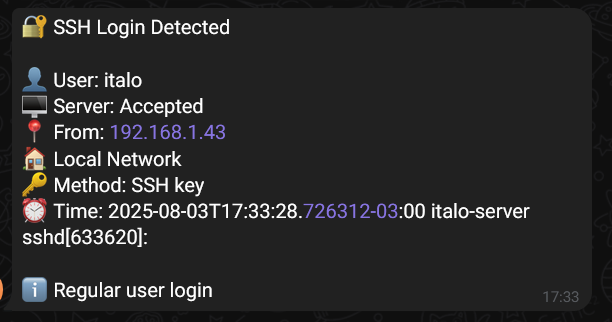 🔐 SSH Login Detected
👤 User: italo
🖥️ Server: Accepted
📍 From: 192.168.1.43
🏠 Local Network
🔑 Method: SSH key
⏰ Time: 2025-08-03T17:33:28.726312-03:00 italo-server
sshd[633620]:
ℹ️ Regular user login
17:33